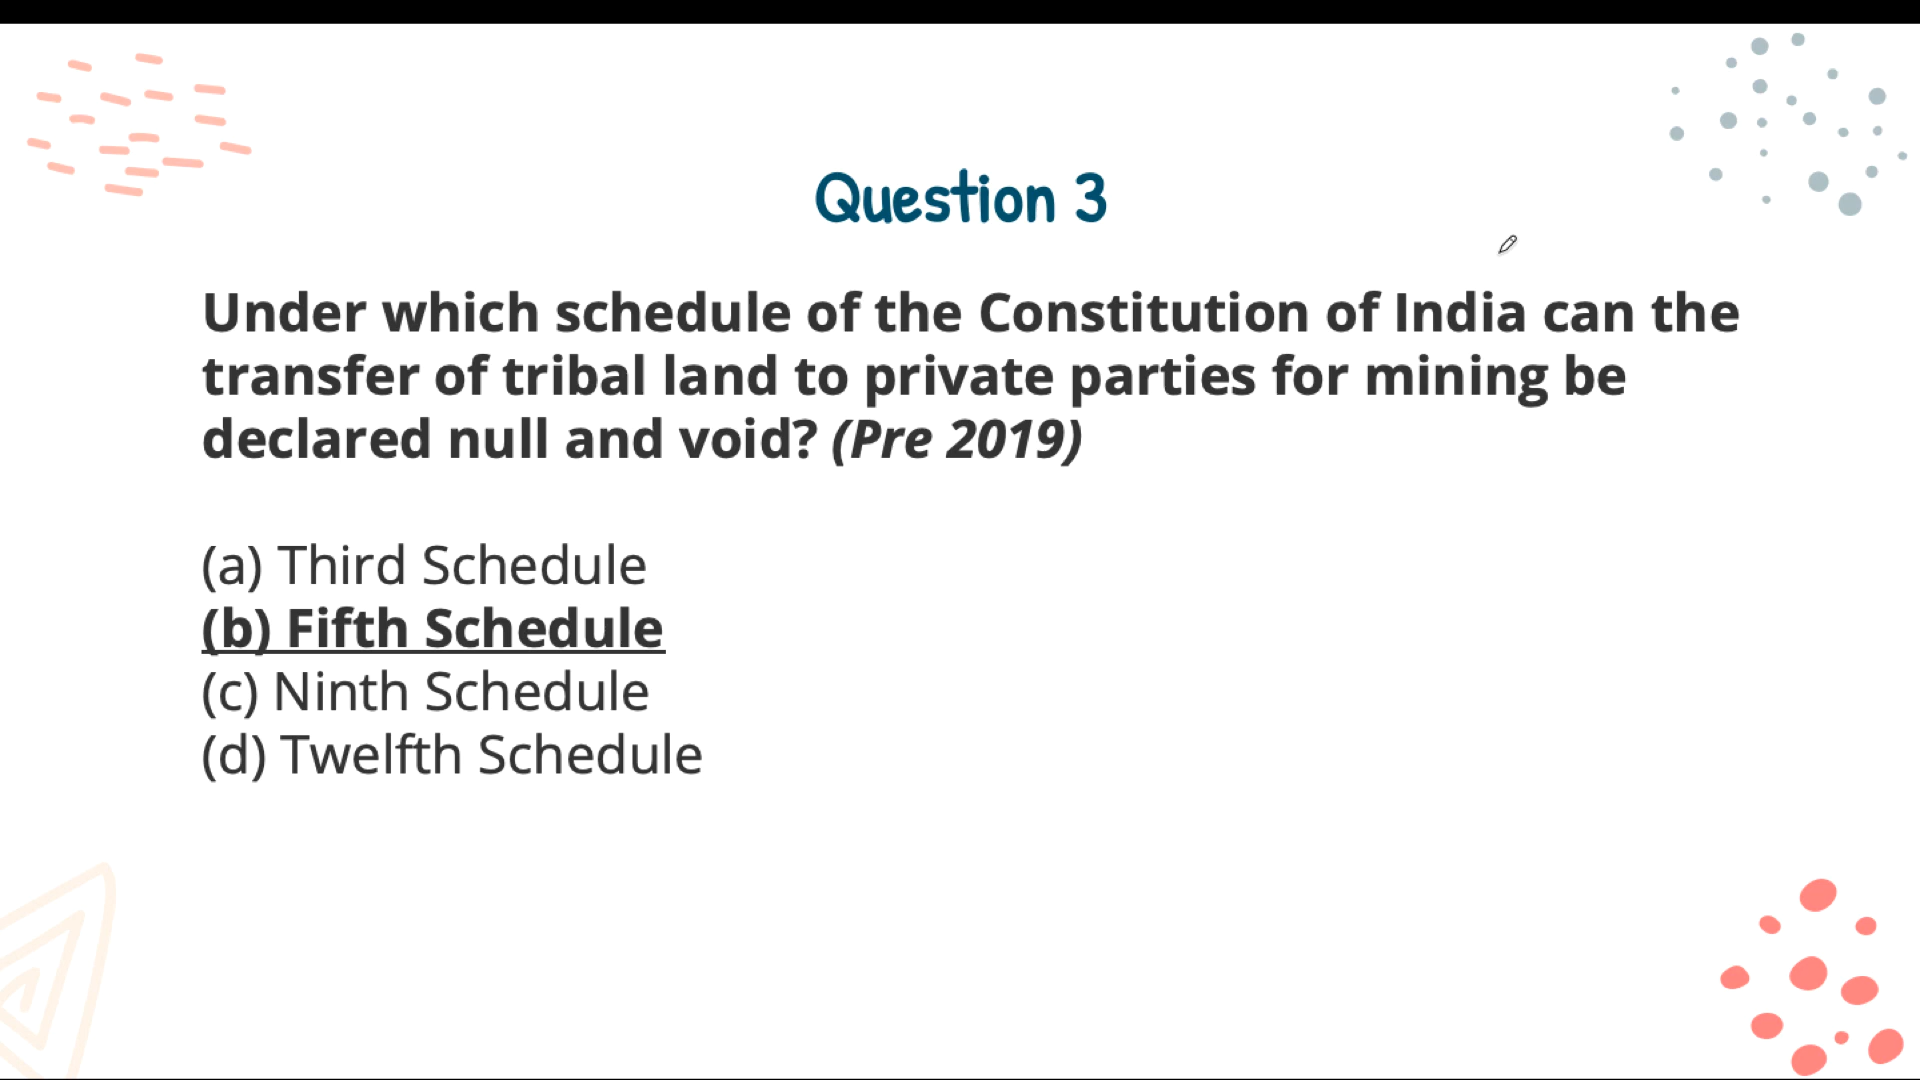 Question 3
Under which schedule of the Constitution of India can the
transfer of tribal land to private parties for mining be
declared null and void? (Pre 2019)
(a) Third Schedule
(b) Fifth Schedule
(c) Ninth Schedule
(d) Twelfth Schedule